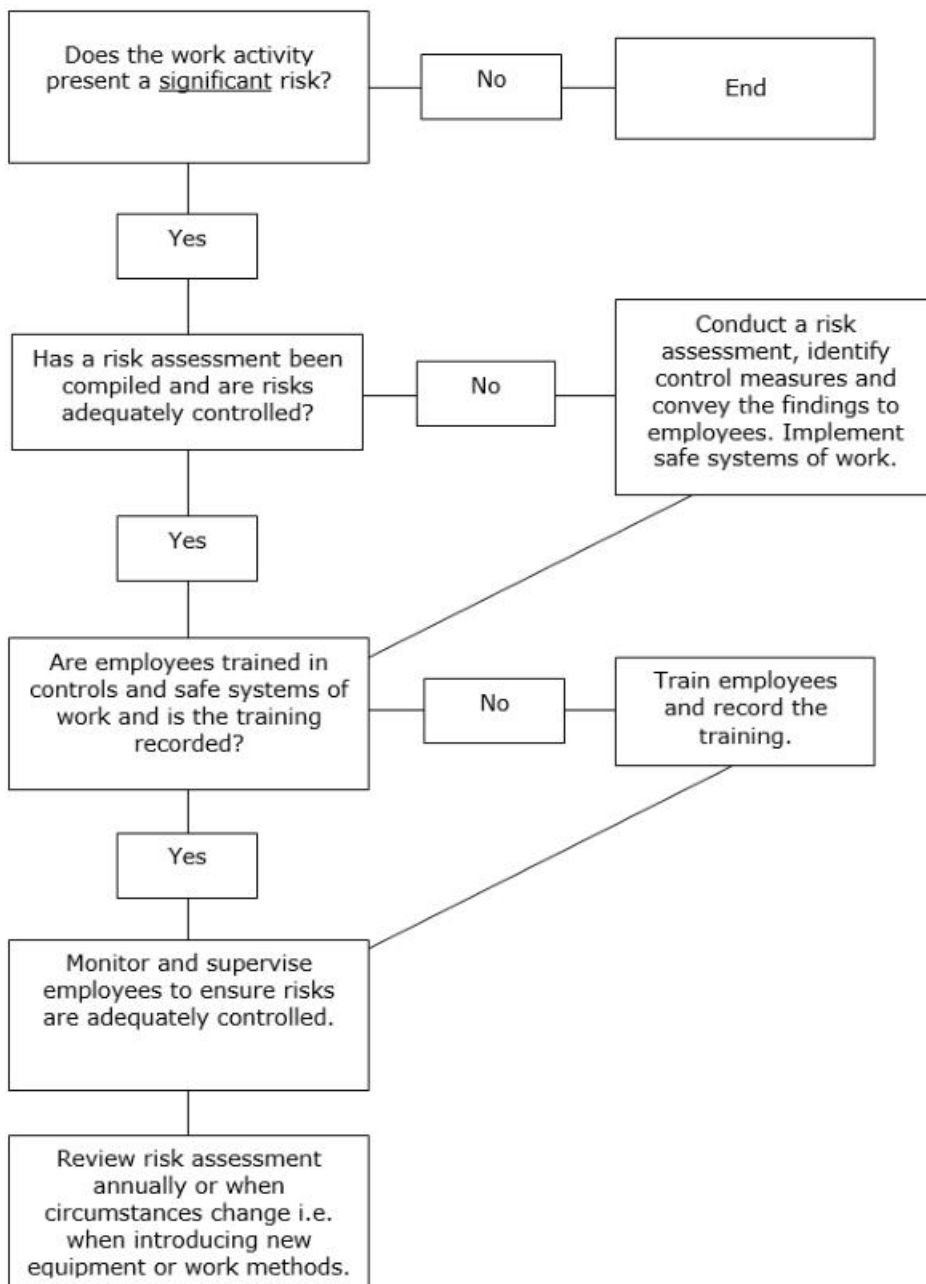 Does the work activity
present a significant risk?
No
End
Yes
Has a risk assessment been
compiled and are risks
adequately controlled?
No
Conduct a risk
assessment, identify
control measures and
convey the findings to
employees. Implement
safe systems of work.
Yes
Are employees trained in
controls and safe systems of
work and is the training
recorded?
No
Train employees
and record the
training.
Yes
Monitor and supervise
employees to ensure risks
are adequately controlled.
Review risk assessment
annually or when
circumstances change i.e.
when introducing new
equipment or work methods.